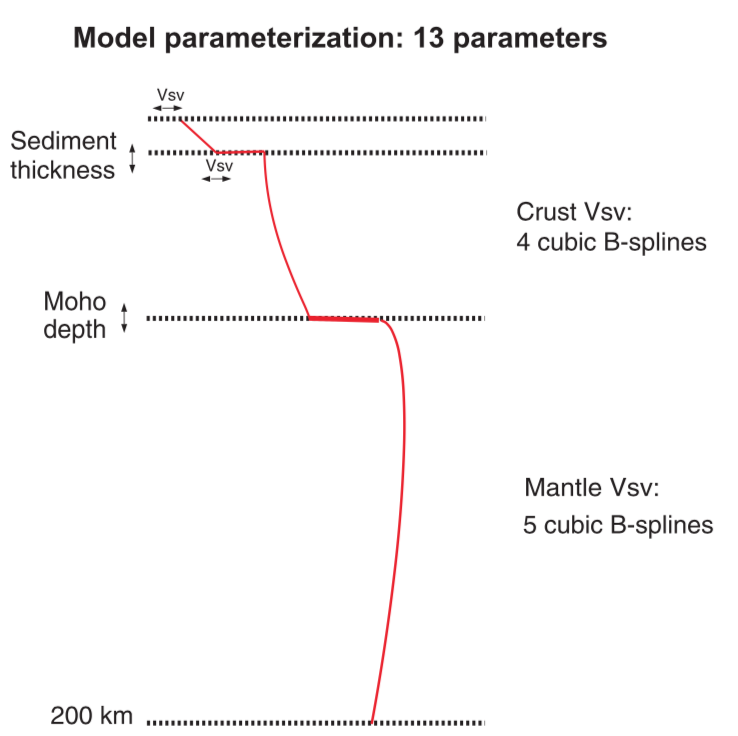 Model parameterization: 13 parameters
Vsv
Sediment
thickness
Vsv
Crust Vsv:
4 cubic B-splines
Moho
depth
Mantle Vsv:
5 cubic B-splines
200 km